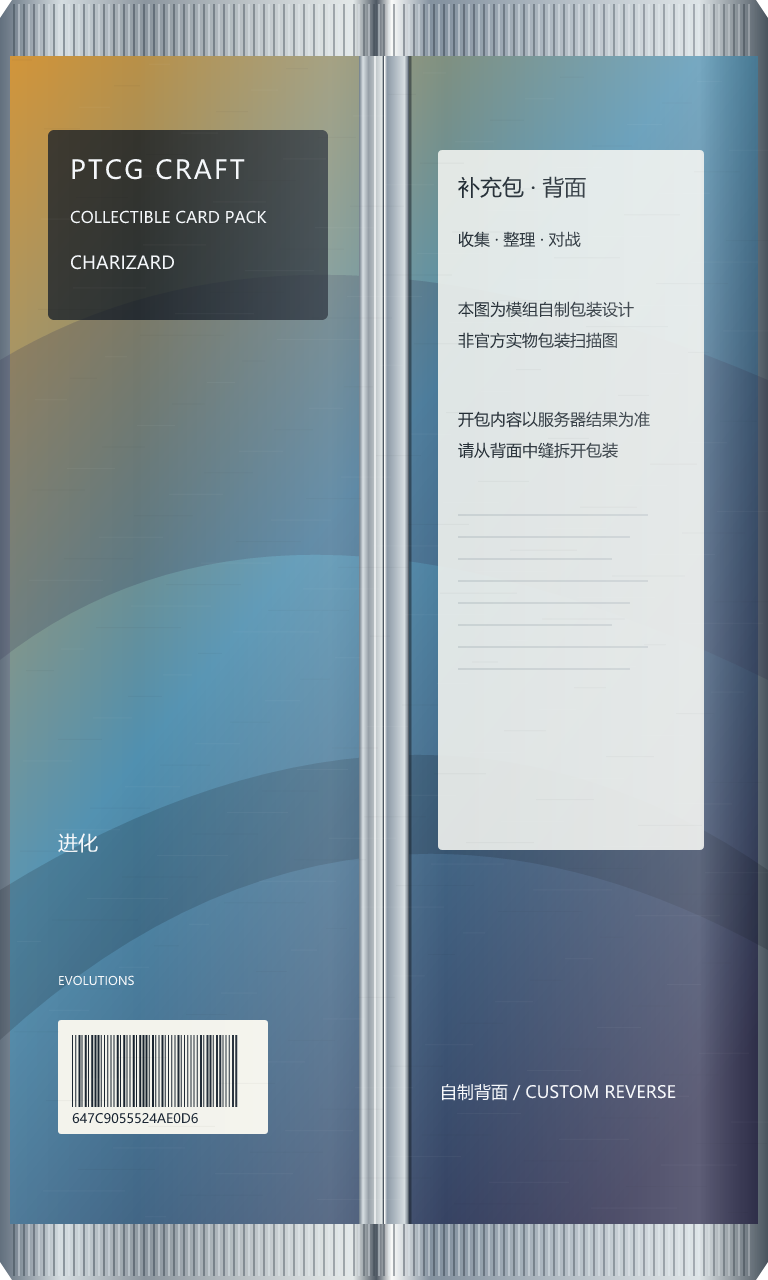 PTCG CRAFT
COLLECTIBLE CARD PACK
CHARIZARD
进化
EVOLUTIONS
647C9055524AE0D6
补充包 · 背面
收集 · 整理 · 对战
本图为模组自制包装设计
非官方实物包装扫描图
开包内容以服务器结果为准
请从背面中缝拆开包装
自制背面 / CUSTOM REVERSE